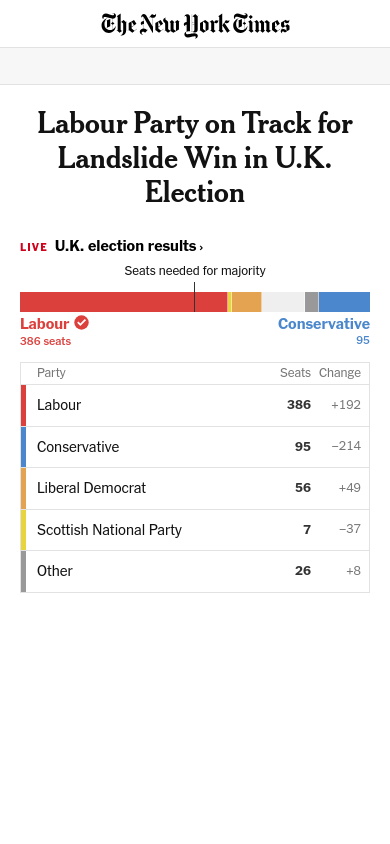 The New York Times
Labour Party on Track for
Landslide Win in U.K.
Election
LIVE U.K. election results ›
Seats needed for majority
Labour Conservative
386 seats 95
Party Seats Change
Labour 386 +192
Conservative 95 −214
Liberal Democrat 56 +49
Scottish National Party 7 −37
Other 26 +8